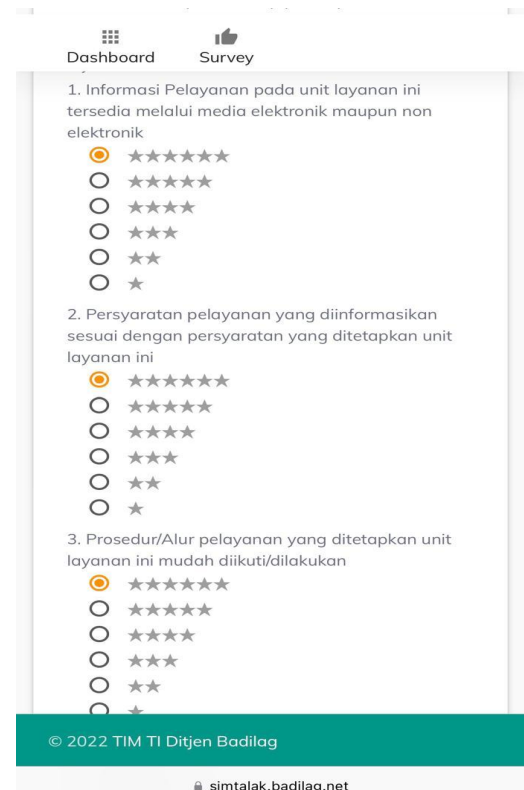 Dashboard Survey
1. Informasi Pelayanan pada unit layanan ini
tersedia melalui media elektronik maupun non
elektronik
★★★★★★
★★★★★
★★★★
★★★
★★
★
2. Persyaratan pelayanan yang diinformasikan
sesuai dengan persyaratan yang ditetapkan unit
layanan ini
★★★★★★
★★★★★
★★★★
★★★
★★
★
3. Prosedur/Alur pelayanan yang ditetapkan unit
layanan ini mudah diikuti/dilakukan
★★★★★★
★★★★★
★★★★
★★★
★★
★
© 2022 TIM TI Ditjen Badilag
simtalak.badilag.net